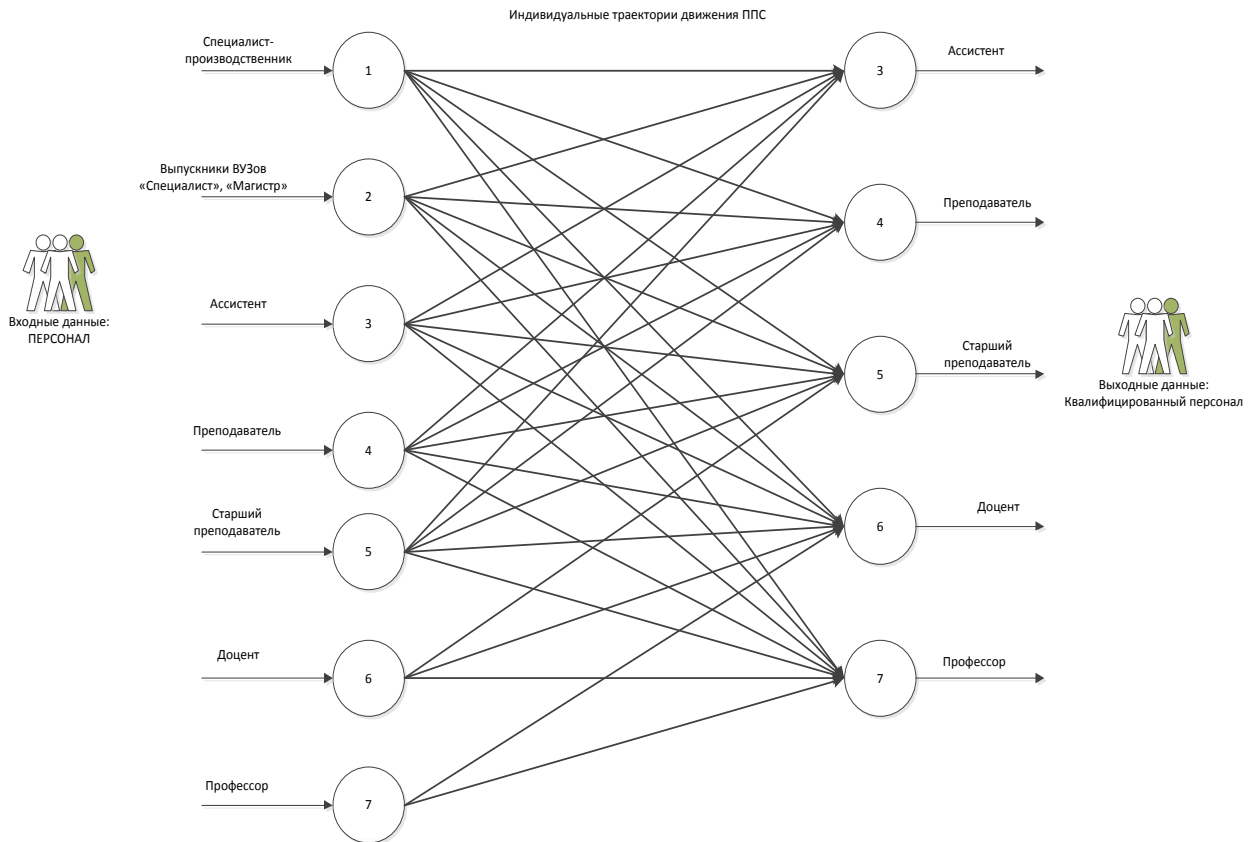 Индивидуальные траектории движения ППС
Специалист-
производственник
1
Выпускники ВУЗов
«Специалист», «Магистр»
2
Входные данные:
ПЕРСОНАЛ
Ассистент
3
Преподаватель
4
Старший
преподаватель
5
Доцент
6
Профессор
7
3
Ассистент
4
Преподаватель
5
Старший
преподаватель
6
Доцент
7
Профессор
Выходные данные:
Квалифицированный персонал